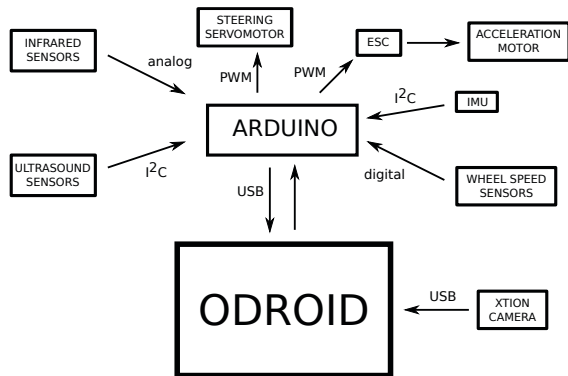 STEERING
SERVOMOTOR
INFRARED
SENSORS
ESC
ACCELERATION
MOTOR
analog
PWM
PWM
I²C
IMU
ARDUINO
ULTRASOUND
SENSORS
I²C
digital
WHEEL SPEED
SENSORS
USB
ODROID
USB
XTION
CAMERA